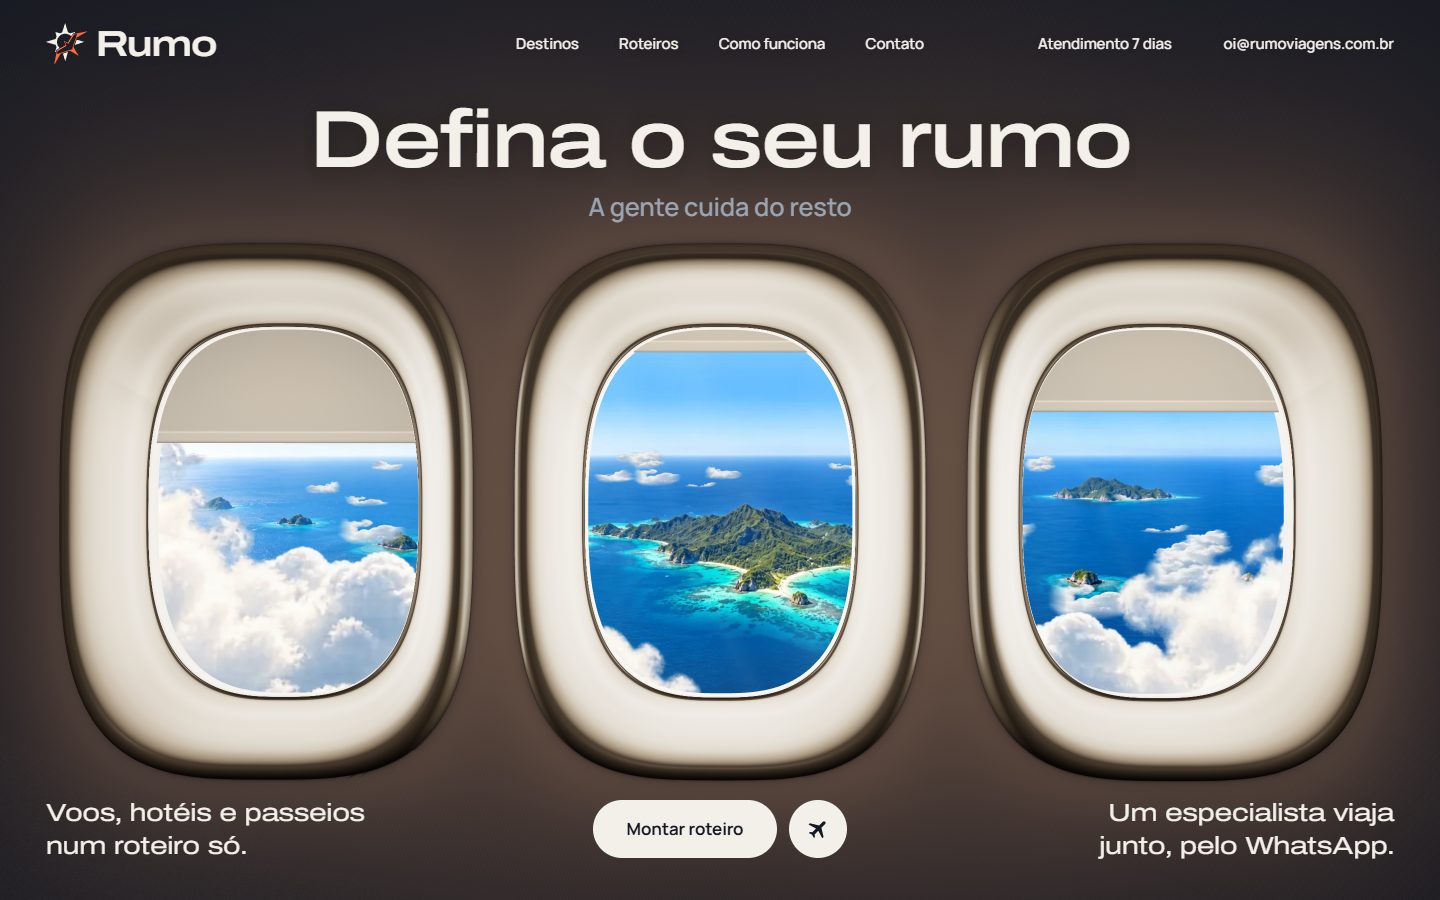 Rumo
Destinos
Roteiros
Como funciona
Contato
Atendimento 7 dias
oi@rumoviagens.com.br
Defina o seu rumo
A gente cuida do resto
Voos, hotéis e passeios
num roteiro só.
Montar roteiro
Um especialista viaja
junto, pelo WhatsApp.